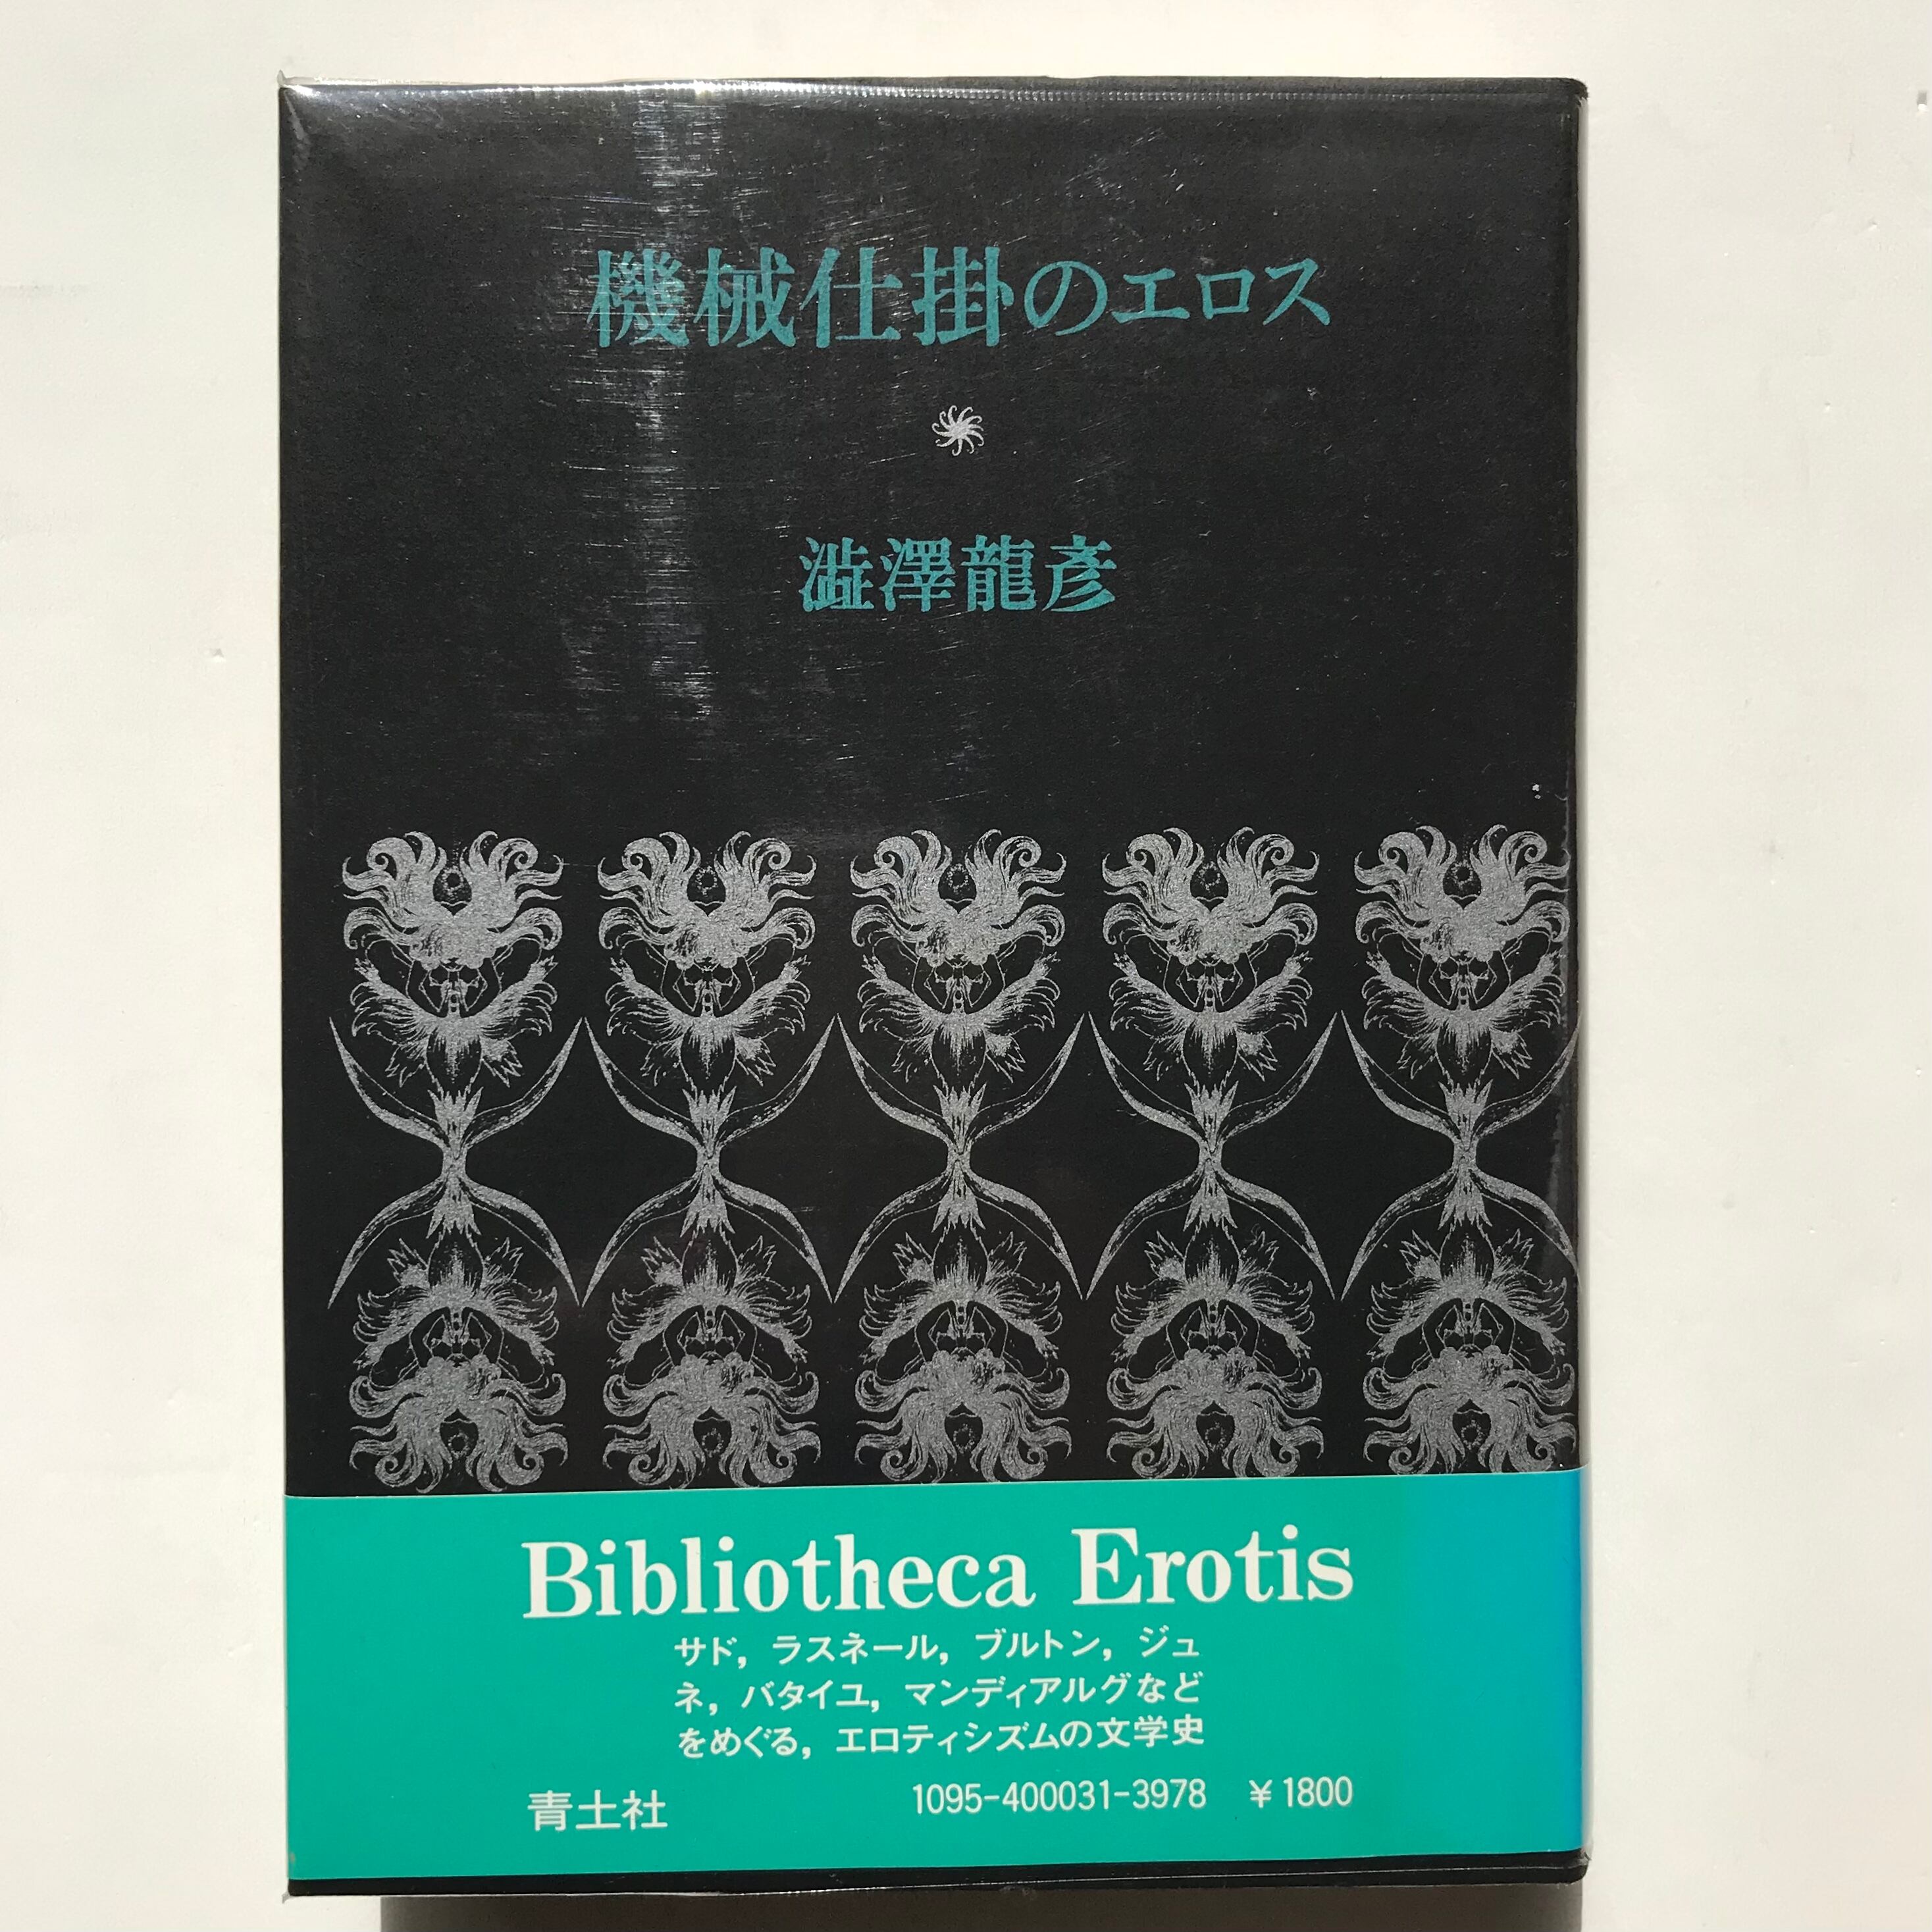 機械仕掛のエロス
澁澤龍彥
Bibliotheca Erotis
サド，ラスネール，ブルトン，ジュ
ネ，バタイユ，マンディアルグなど
をめぐる，エロティシズムの文学史
青土社 1095-400031-3978 ￥1800